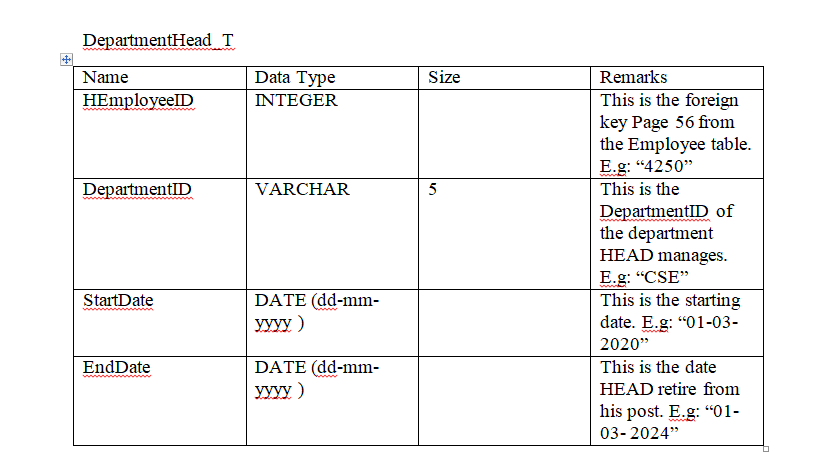 DepartmentHead_T
Name Data Type Size Remarks
HEmployeeID INTEGER This is the foreign
key Page 56 from
the Employee table.
E.g: “4250”
DepartmentID VARCHAR 5 This is the
DepartmentID of
the department
HEAD manages.
E.g: “CSE”
StartDate DATE (dd-mm- This is the starting
yyyy ) date. E.g: “01-03-
2020”
EndDate DATE (dd-mm- This is the date
yyyy ) HEAD retire from
his post. E.g: “01-
03- 2024”